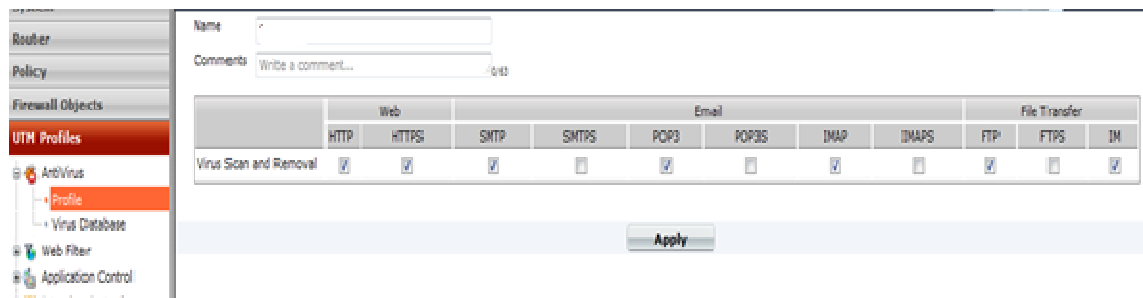 Router
Policy
Firewall Objects
UTM Profiles
AntiVirus
Profile
Virus Database
Web Filter
Application Control
Name
Comments Write a comment... 0/63
Web Email File Transfer
HTTP HTTPS SMTP SMTPS POP3 POP3S IMAP IMAPS FTP FTPS IM
Virus Scan and Removal
Apply